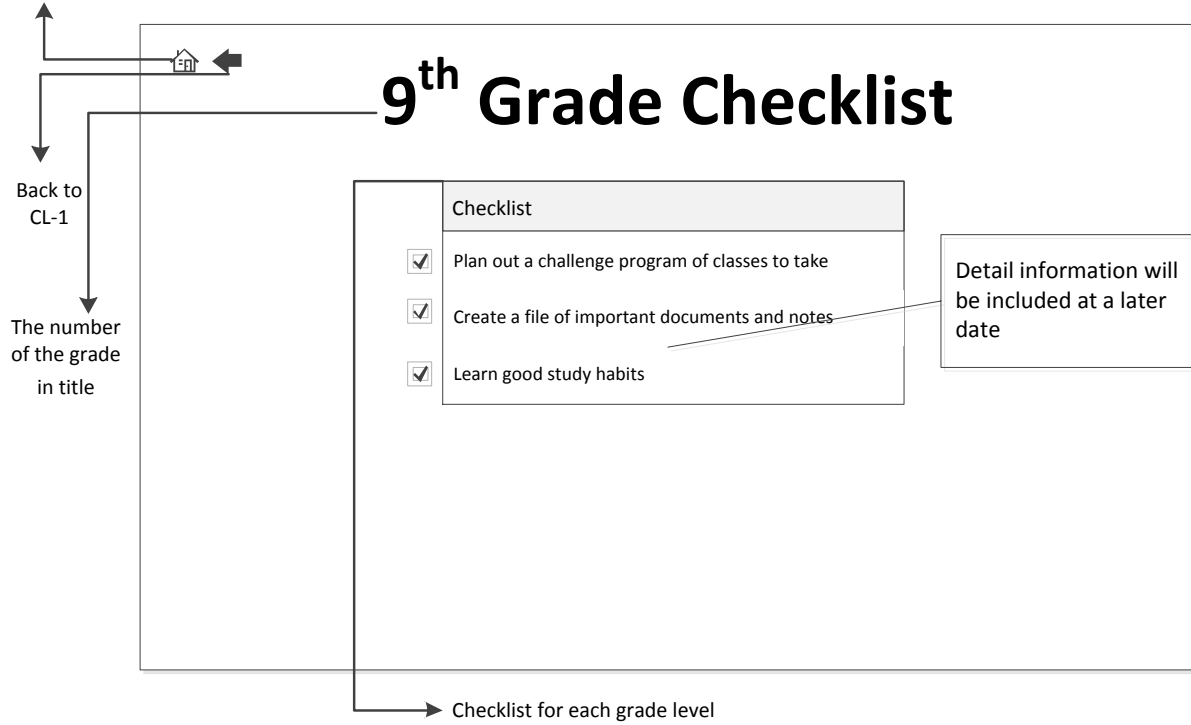 9th Grade Checklist
Back to
CL-1
Checklist
Plan out a challenge program of classes to take
Create a file of important documents and notes
Learn good study habits
Detail information will
be included at a later
date
The number
of the grade
in title
Checklist for each grade level